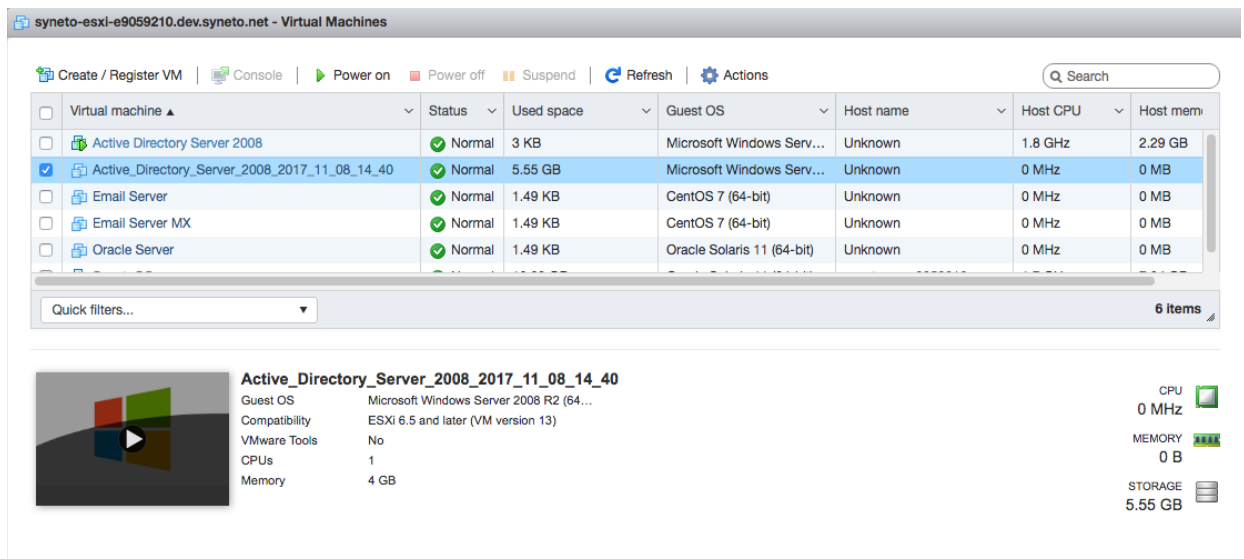 syneto-esxi-e9059210.dev.syneto.net - Virtual Machines
Create / Register VM | Console | Power on Power off Suspend | Refresh | Actions Search
Virtual machine Status Used space Guest OS Host name Host CPU Host mem
Active Directory Server 2008 Normal 3 KB Microsoft Windows Serv... Unknown 1.8 GHz 2.29 GB
Active_Directory_Server_2008_2017_11_08_14_40 Normal 5.55 GB Microsoft Windows Serv... Unknown 0 MHz 0 MB
Email Server Normal 1.49 KB CentOS 7 (64-bit) Unknown 0 MHz 0 MB
Email Server MX Normal 1.49 KB CentOS 7 (64-bit) Unknown 0 MHz 0 MB
Oracle Server Normal 1.49 KB Oracle Solaris 11 (64-bit) Unknown 0 MHz 0 MB
Quick filters... 6 items
Active_Directory_Server_2008_2017_11_08_14_40
Guest OS Microsoft Windows Server 2008 R2 (64...
Compatibility ESXi 6.5 and later (VM version 13)
VMware Tools No
CPUs 1
Memory 4 GB
CPU
0 MHz
MEMORY
0 B
STORAGE
5.55 GB